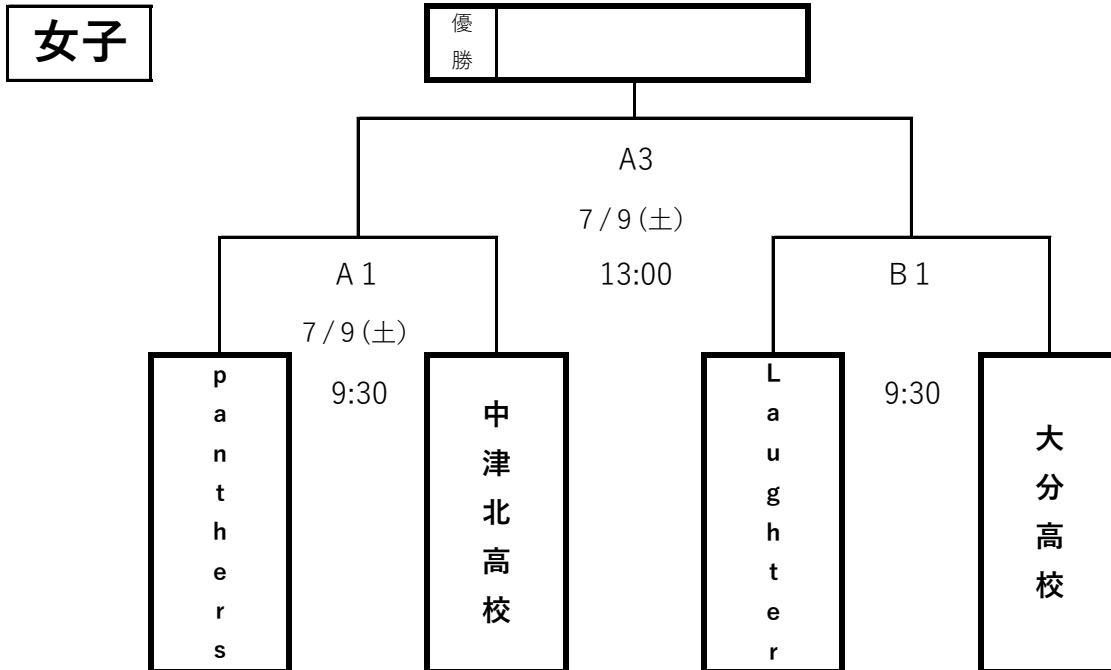 女子
優勝
A3
7/9(土)
13:00
A1
7/9(土)
9:30
B1
9:30
panthers
中津北高校
Laughter
大分高校